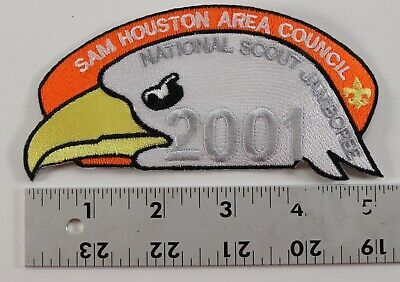 SAM HOUSTON AREA COUNCIL
NATIONAL SCOUT JAMBOREE
2001
1 2 3 4 5
23 22 21 20 19